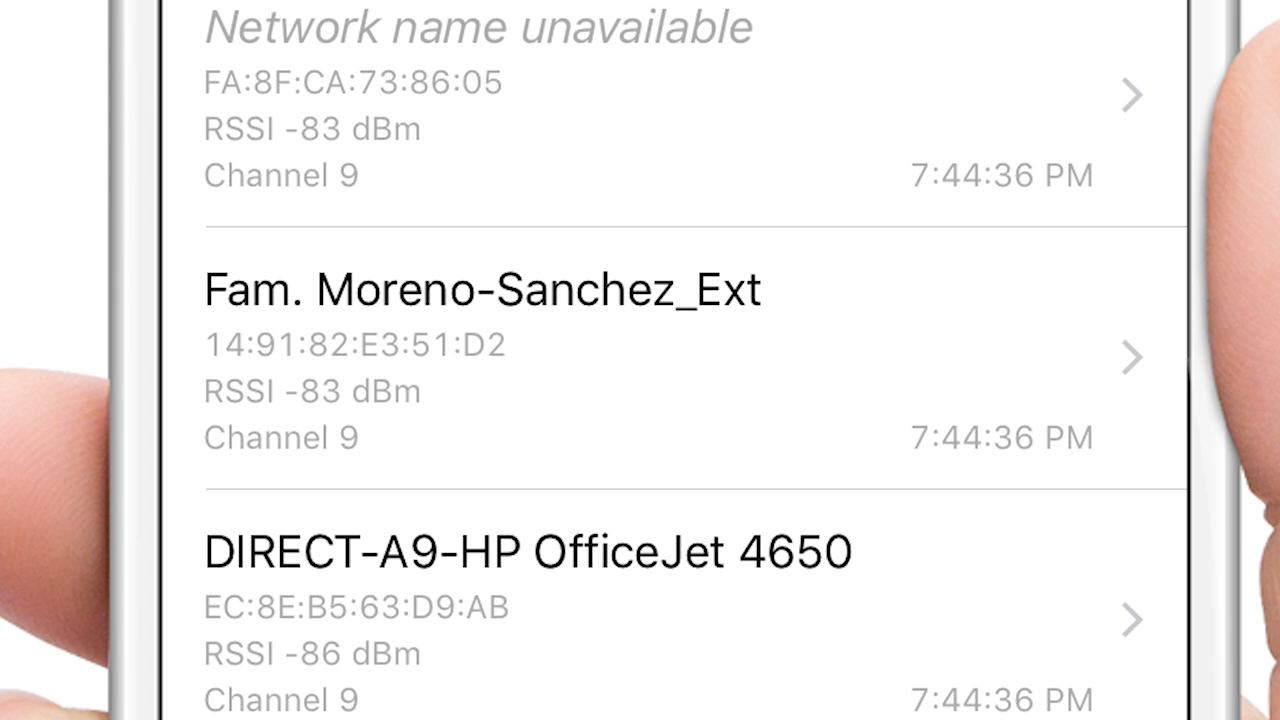 Network name unavailable
FA:8F:CA:73:86:05
RSSI -83 dBm
Channel 9 7:44:36 PM
Fam. Moreno-Sanchez_Ext
14:91:82:E3:51:D2
RSSI -83 dBm
Channel 9 7:44:36 PM
DIRECT-A9-HP OfficeJet 4650
EC:8E:B5:63:D9:AB
RSSI -86 dBm
Channel 9 7:44:36 PM